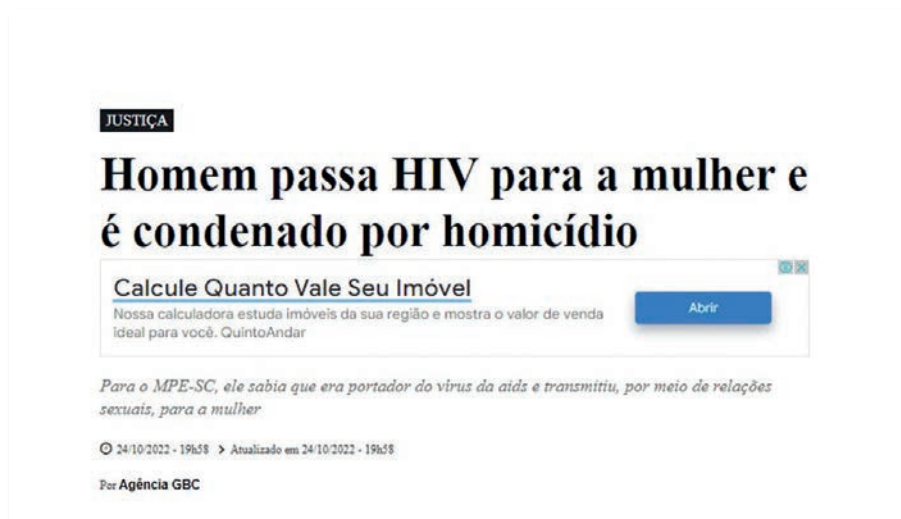 JUSTIÇA
Homem passa HIV para a mulher e
é condenado por homicídio
Calcule Quanto Vale Seu Imóvel
Nossa calculadora estuda imóveis da sua região e mostra o valor de venda
ideal para você. QuintoAndar
Abrir
Para o MPE-SC, ele sabia que era portador do vírus da aids e transmitiu, por meio de relações
sexuais, para a mulher
24/10/2022 - 19h58 > Atualizado em 24/10/2022 - 19h58
Por Agência GBC